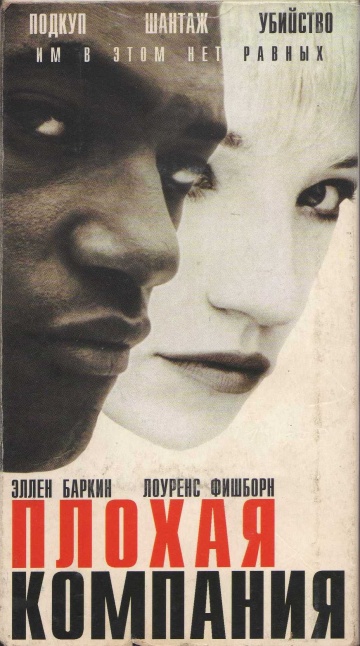 ПОДКУП ШАНТАЖ УБИЙСТВО
ИМ В ЭТОМ НЕТ РАВНЫХ
ЭЛЛЕН БАРКИН ЛОУРЕНС ФИШБОРН
ПЛОХАЯ
КОМПАНИЯ